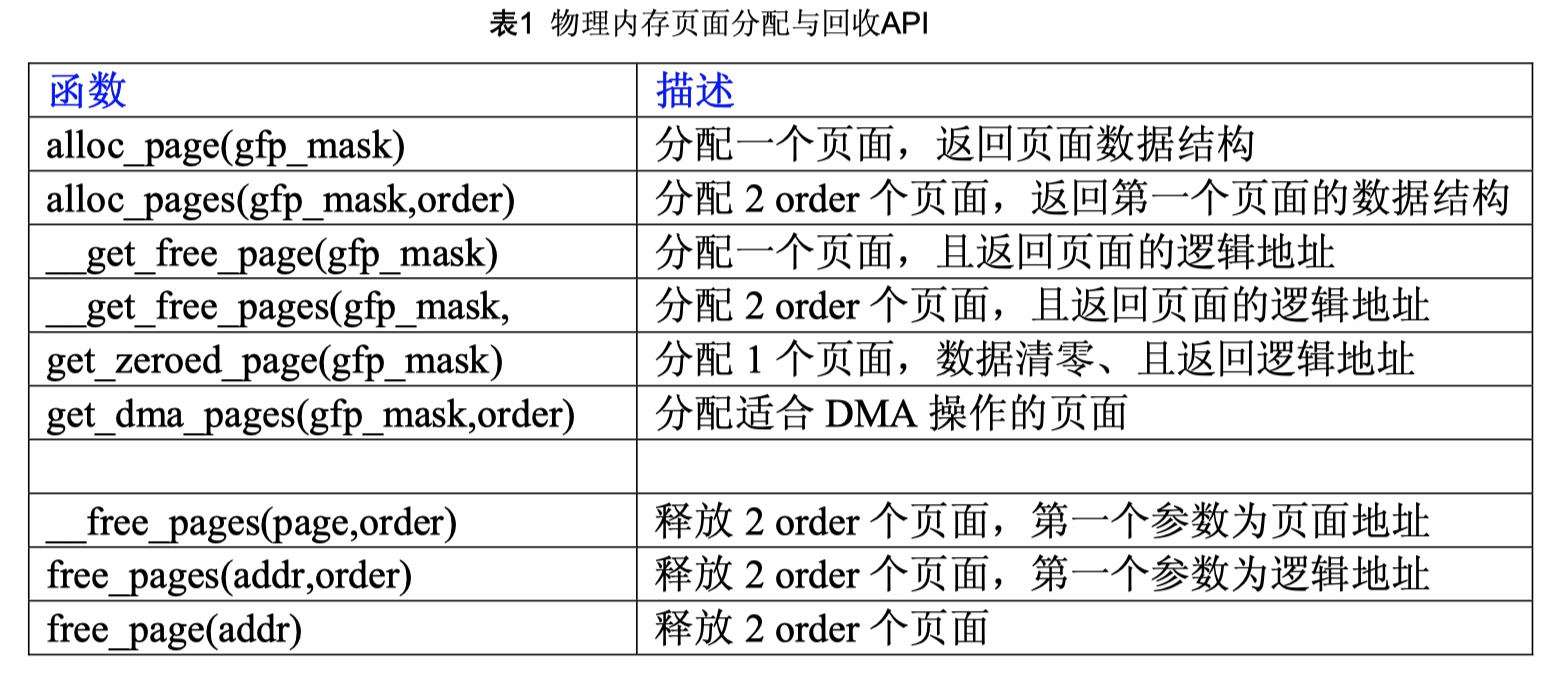 表1 物理内存页面分配与回收API
函数 描述
alloc_page(gfp_mask) 分配一个页面，返回页面数据结构
alloc_pages(gfp_mask,order) 分配 2 order 个页面，返回第一个页面的数据结构
__get_free_page(gfp_mask) 分配一个页面，且返回页面的逻辑地址
__get_free_pages(gfp_mask, 分配 2 order 个页面，且返回页面的逻辑地址
get_zeroed_page(gfp_mask) 分配 1 个页面，数据清零、且返回逻辑地址
get_dma_pages(gfp_mask,order) 分配适合 DMA 操作的页面
__free_pages(page,order) 释放 2 order 个页面，第一个参数为页面地址
free_pages(addr,order) 释放 2 order 个页面，第一个参数为逻辑地址
free_page(addr) 释放 2 order 个页面